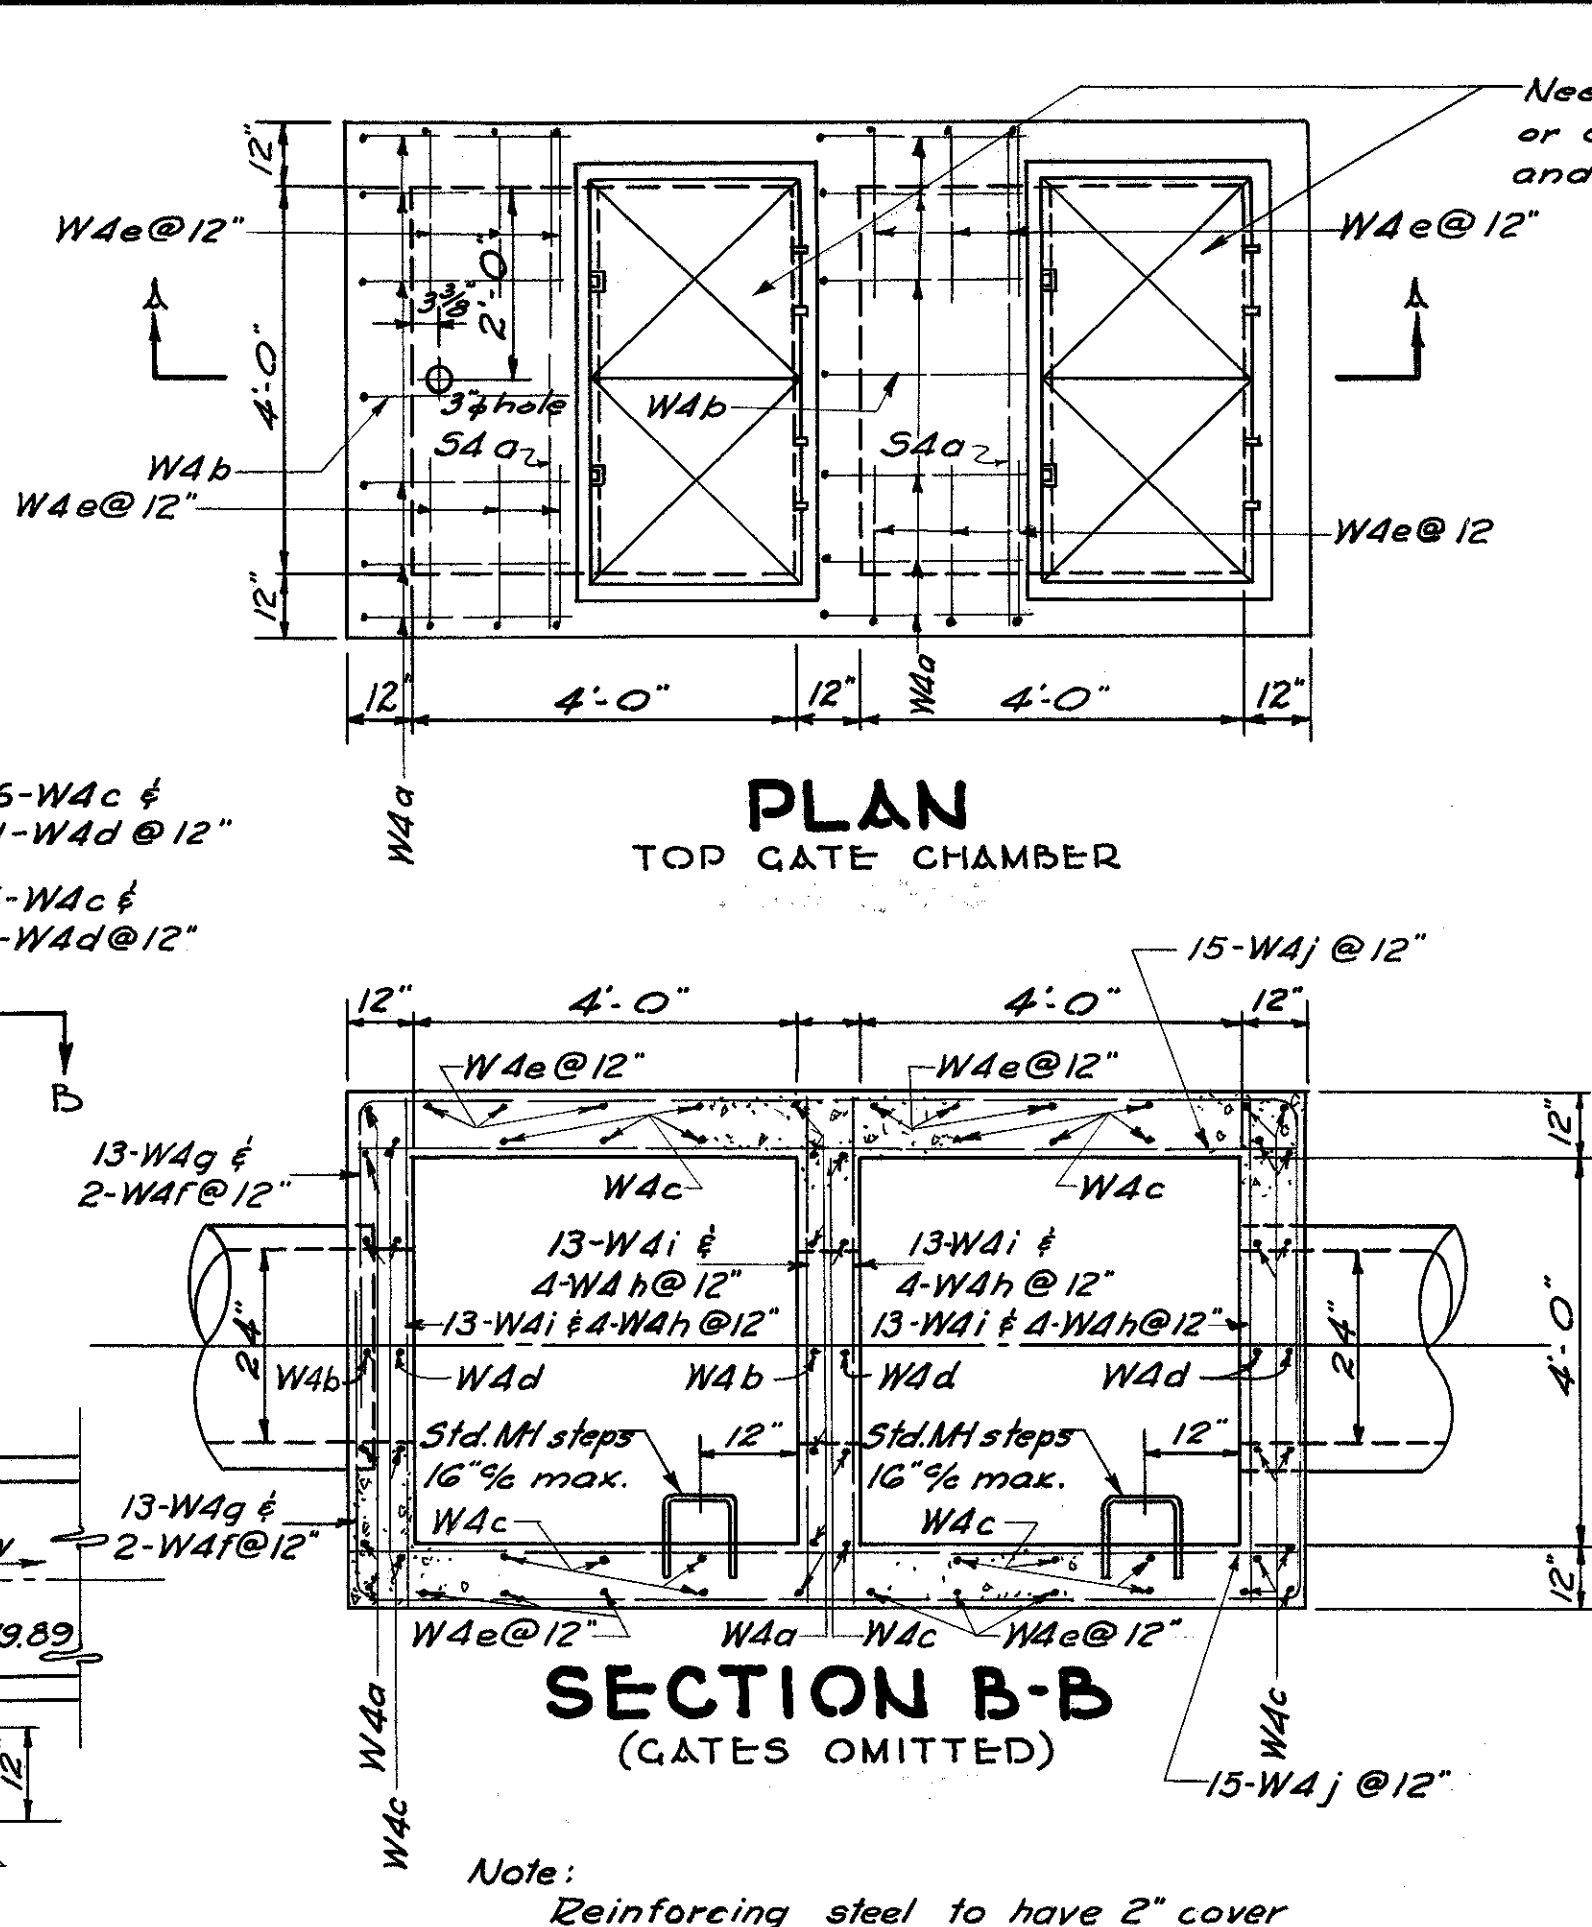 Nee
or
and
12"
W4e@12"
W4e@12"
4'-0"
3 3/8"
2'-0"
A
A
3"φ hole
W4b
S4a
S4a
W4b
W4e@12"
W4e@12
12"
12" 4'-0" 12" 4'-0" 12"
W4a
W4a
PLAN
TOP GATE CHAMBER
-W4c &
-W4d @ 12"
-W4c &
-W4d@12"
B
15-W4j @ 12"
12" 4'-0" 4'-0" 12"
W4e@12" W4e@12"
12"
13-W4g &
2-W4f@12"
W4c W4c
13-W4i &
4-W4h@12"
13-W4i &
4-W4h@12"
13-W4i & 4-W4h@12" 13-W4i & 4-W4h@12"
24" 24" 4'-0"
W4b W4d W4b W4d W4d
Std. MH steps
16" c/c max.
12"
Std. MH steps
16" c/c max.
12"
13-W4g &
2-W4f@12"
W4c W4c
12"
W4e@12" W4a W4c W4e@12"
9.89
12"
W4a
W4c
W4c
SECTION B-B
(GATES OMITTED)
15-W4j @12"
Note:
Reinforcing steel to have 2" cover